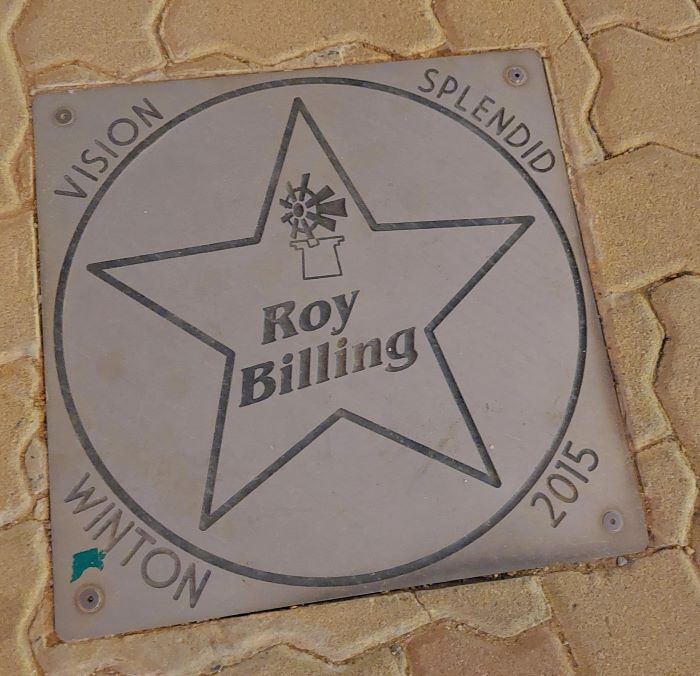 VISION
SPLENDID
Roy
Billing
WINTON
2015